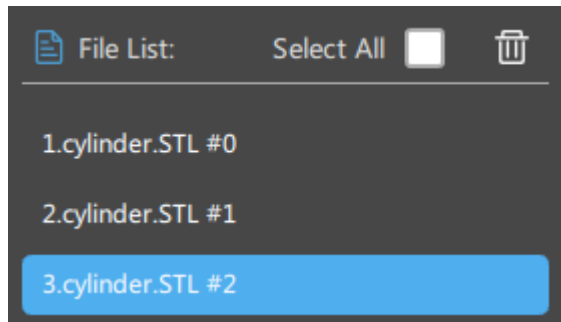 File List: Select All
1.cylinder.STL #0
2.cylinder.STL #1
3.cylinder.STL #2